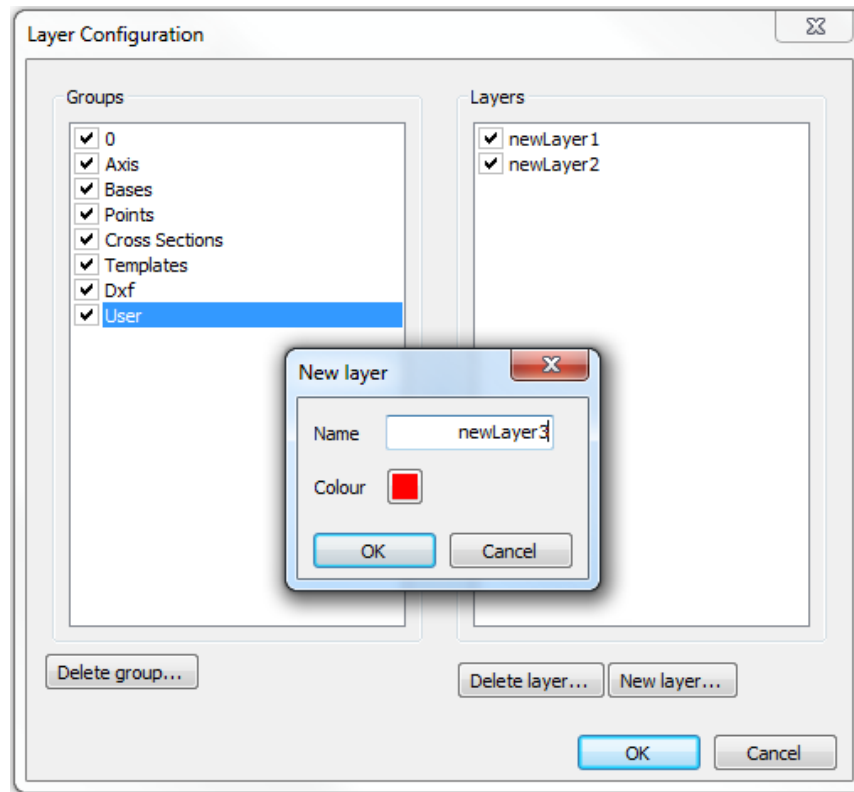 Layer Configuration
Groups
0
Axis
Bases
Points
Cross Sections
Templates
Dxf
User
Delete group...
Layers
newLayer1
newLayer2
Delete layer...
New layer...
New layer
Name
newLayer3
Colour
OK
Cancel
OK
Cancel